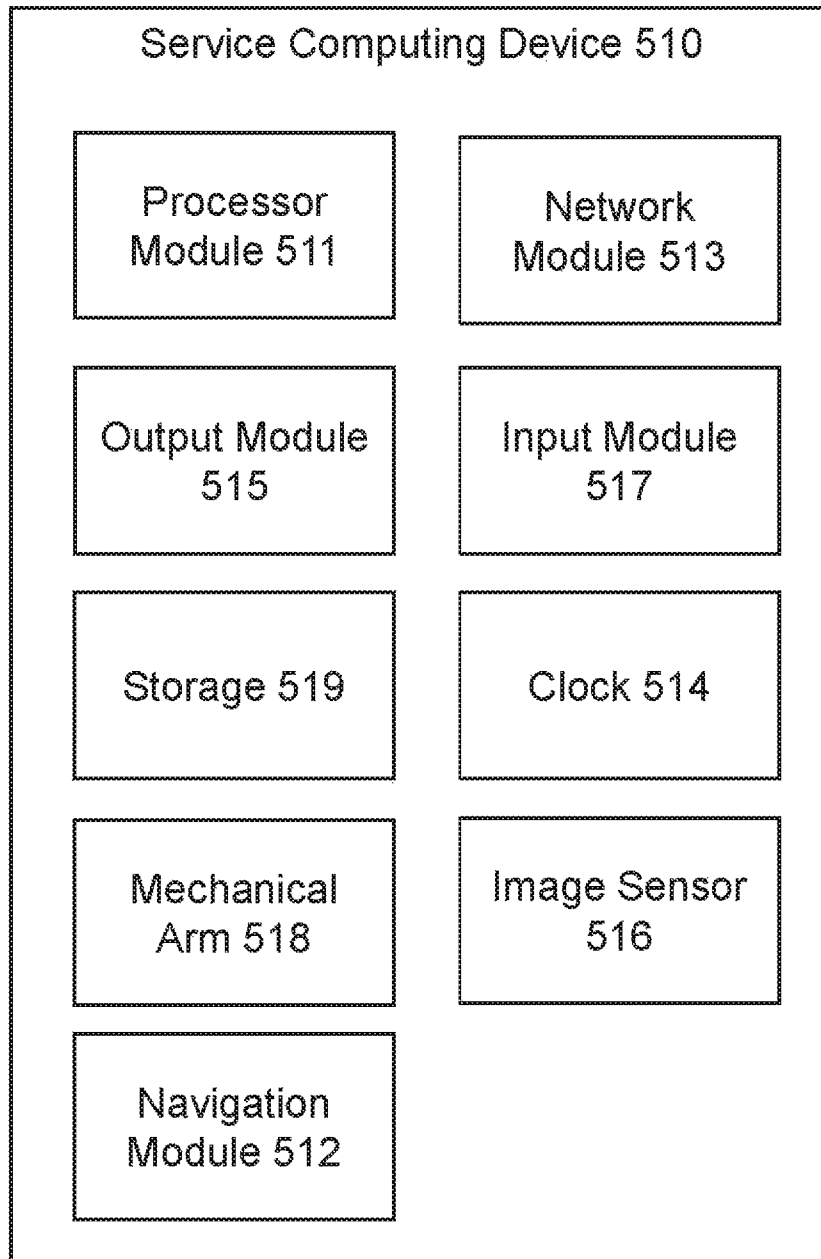 Service Computing Device 510
Processor
Module 511
Network
Module 513
Output Module
515
Input Module
517
Storage 519
Clock 514
Mechanical
Arm 518
Image Sensor
516
Navigation
Module 512